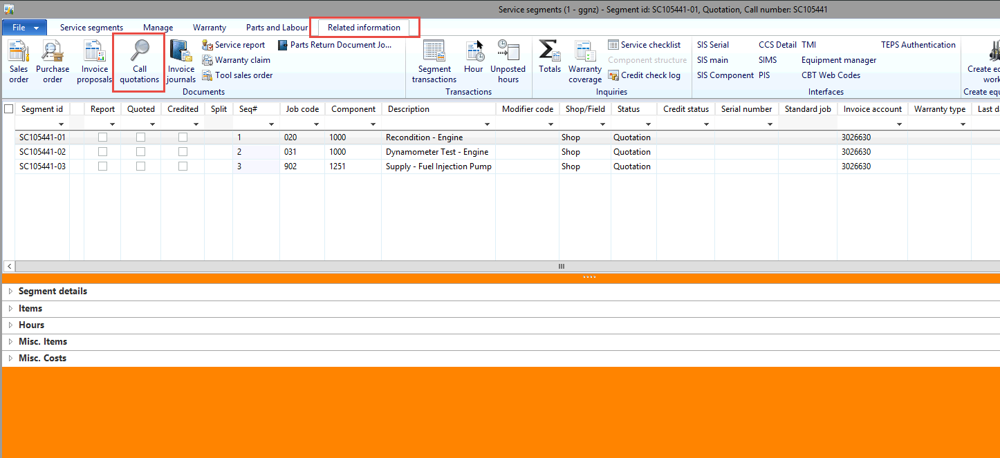 Service segments (1 - ggnz) - Segment id: SC105441-01, Quotation, Call number: SC105441
File Service segments Manage Warranty Parts and Labour Related information
Sales order
Purchase order
Invoice proposals
Call quotations
Invoice journals
Service report
Warranty claim
Tool sales order
Parts Return Document Jo...
Documents
Segment transactions
Hour
Unposted hours
Transactions
Totals
Warranty coverage
Service checklist
Component structure
Credit check log
Inquiries
SIS Serial CCS Detail TMI TEPS Authentication
SIS main SIMS Equipment manager
SIS Component PIS CBT Web Codes
Interfaces
Create eq
work
Create equ
Segment id Report Quoted Credited Split Seq# Job code Component Description Modifier code Shop/Field Status Credit status Serial number Standard job Invoice account Warranty type Last d
SC105441-01 1 020 1000 Recondition - Engine Shop Quotation 3026630
SC105441-02 2 031 1000 Dynamometer Test - Engine Shop Quotation 3026630
SC105441-03 3 902 1251 Supply - Fuel Injection Pump Shop Quotation 3026630
Segment details
Items
Hours
Misc. Items
Misc. Costs